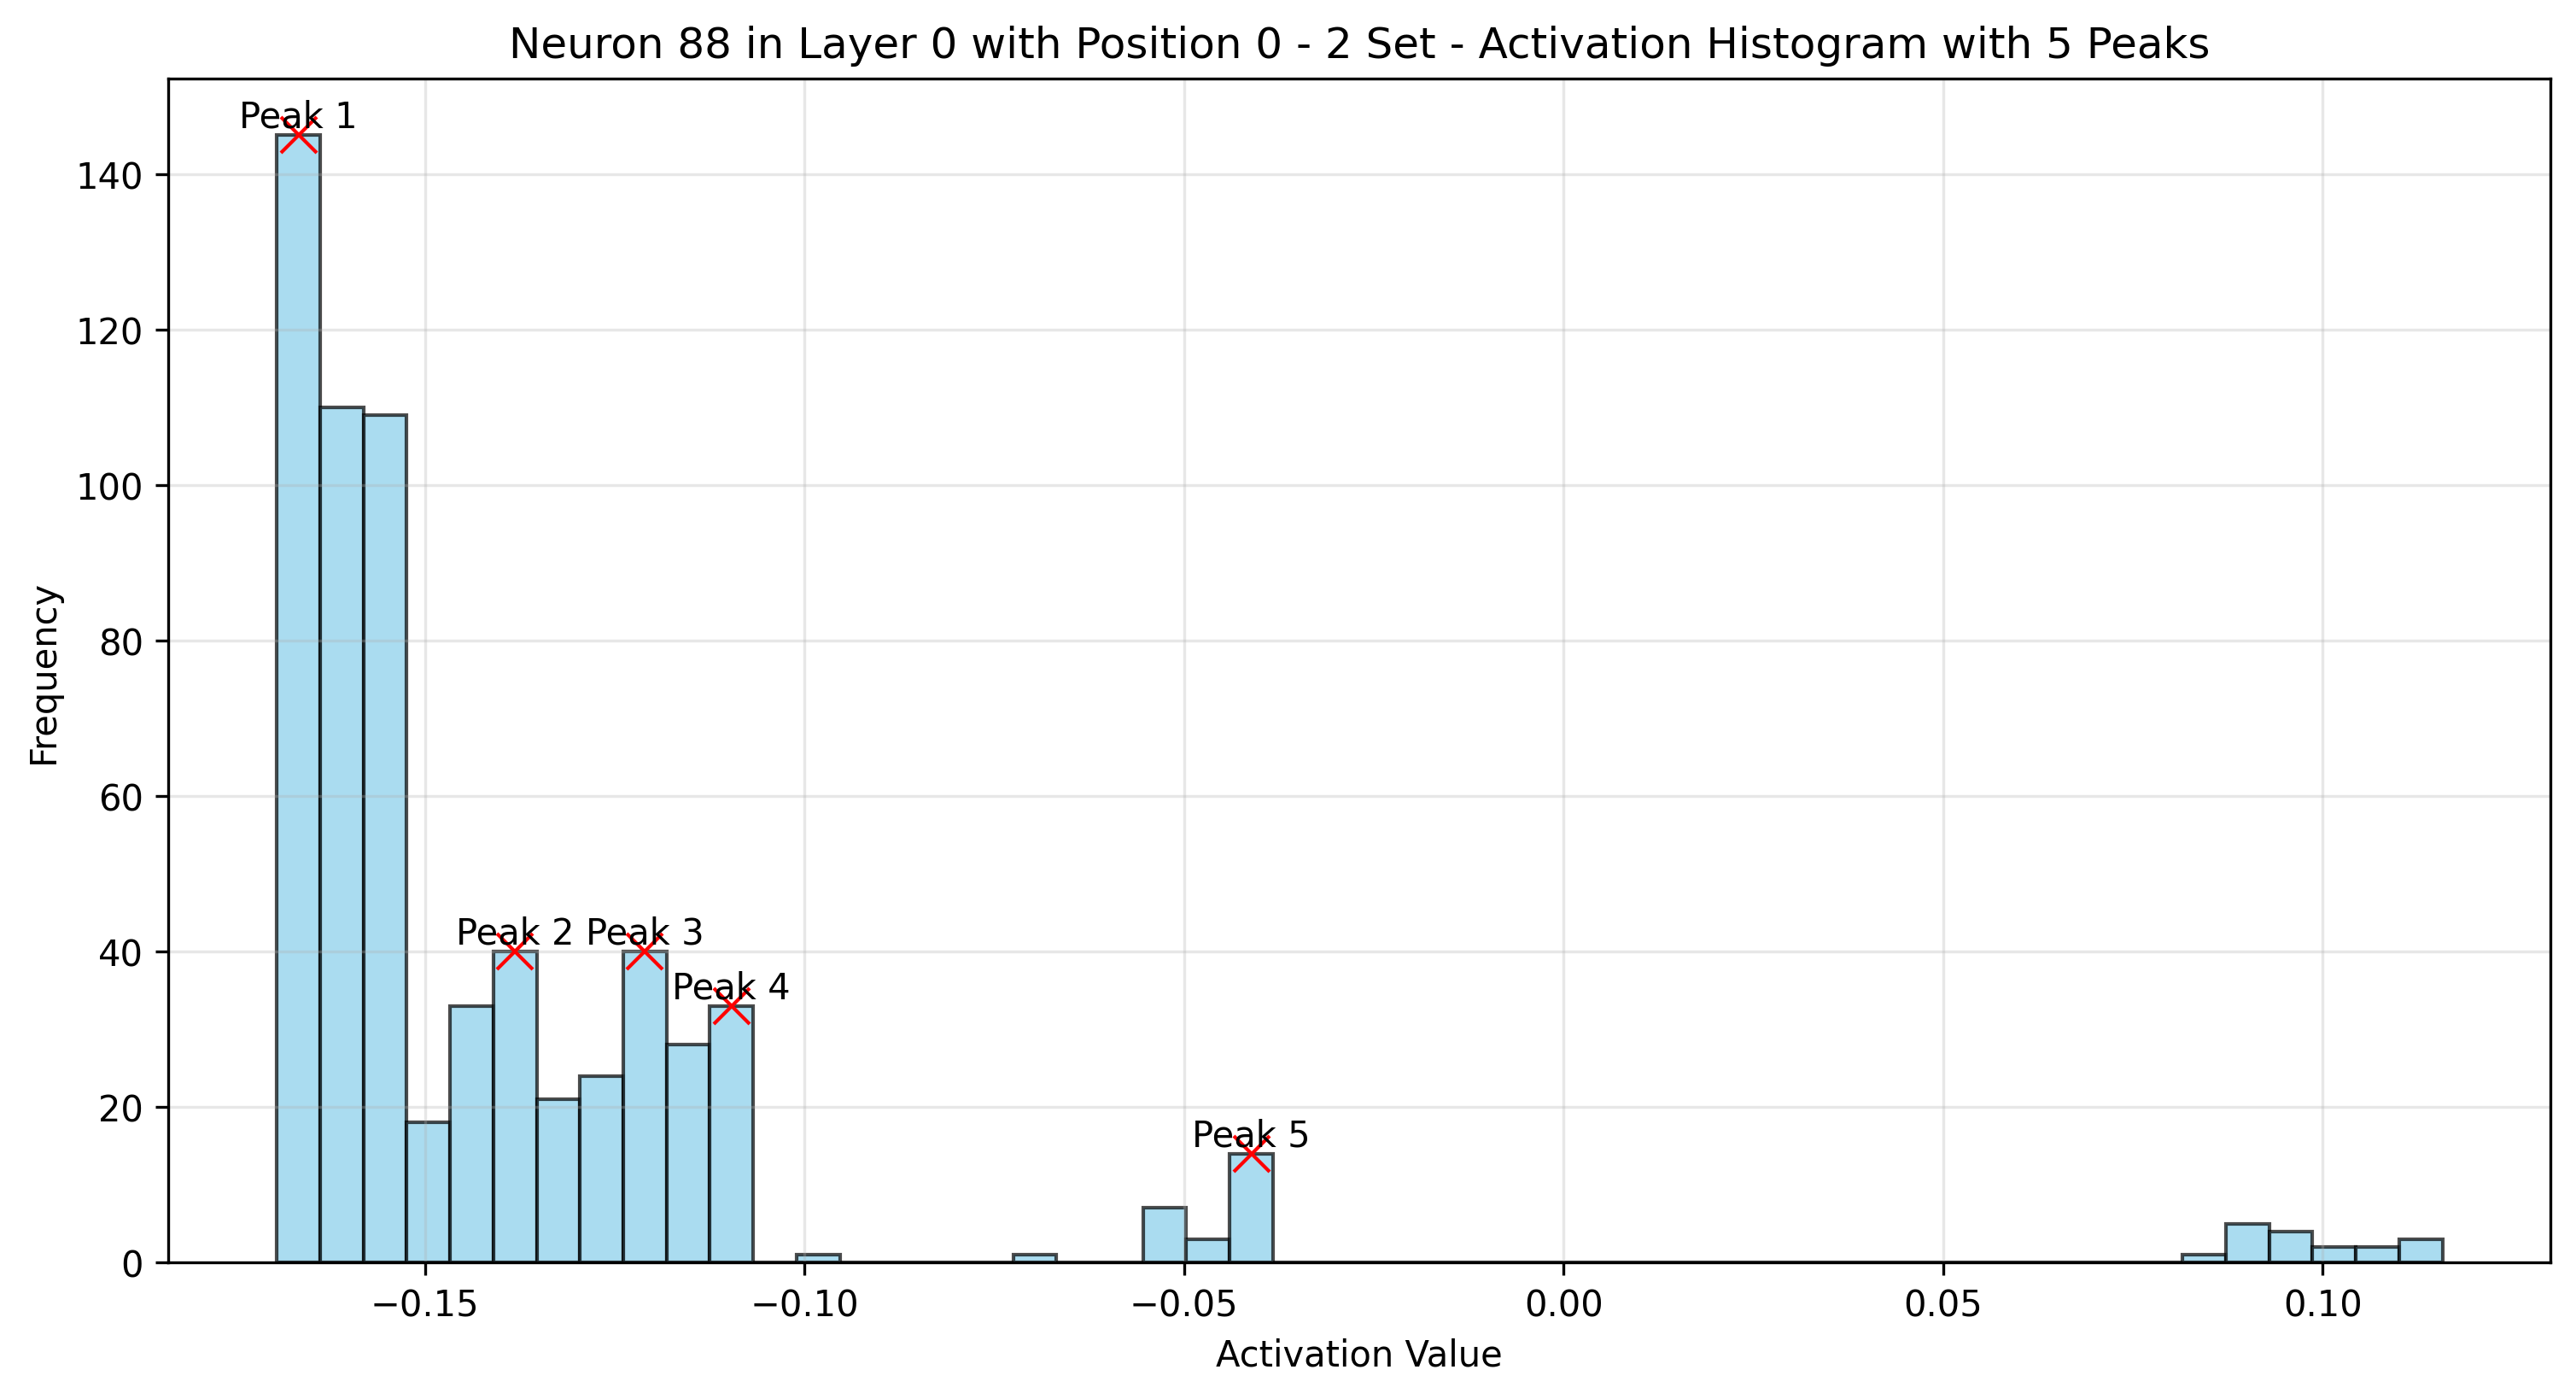 Neuron 88 in Layer 0 with Position 0 - 2 Set - Activation Histogram with 5 Peaks
Peak 1
140
120
100
80
60
Peak 2 Peak 3
40
Peak 4
20
Peak 5
0
−0.15 −0.10 −0.05 0.00 0.05 0.10
Frequency
Activation Value